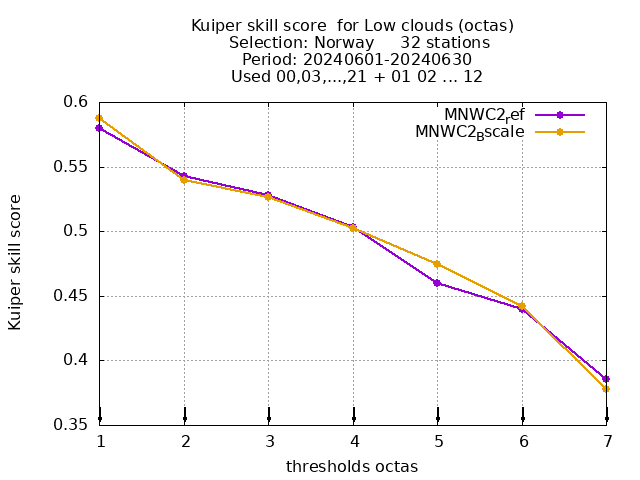 Kuiper skill score  for Low clouds (octas)
Selection: Norway     32 stations
Period: 20240601-20240630
Used 00,03,...,21 + 01 02 ... 12
MNWC2ref
MNWC2Bscale
0.6
0.55
0.5
0.45
0.4
0.35
Kuiper skill score
1 2 3 4 5 6 7
thresholds octas